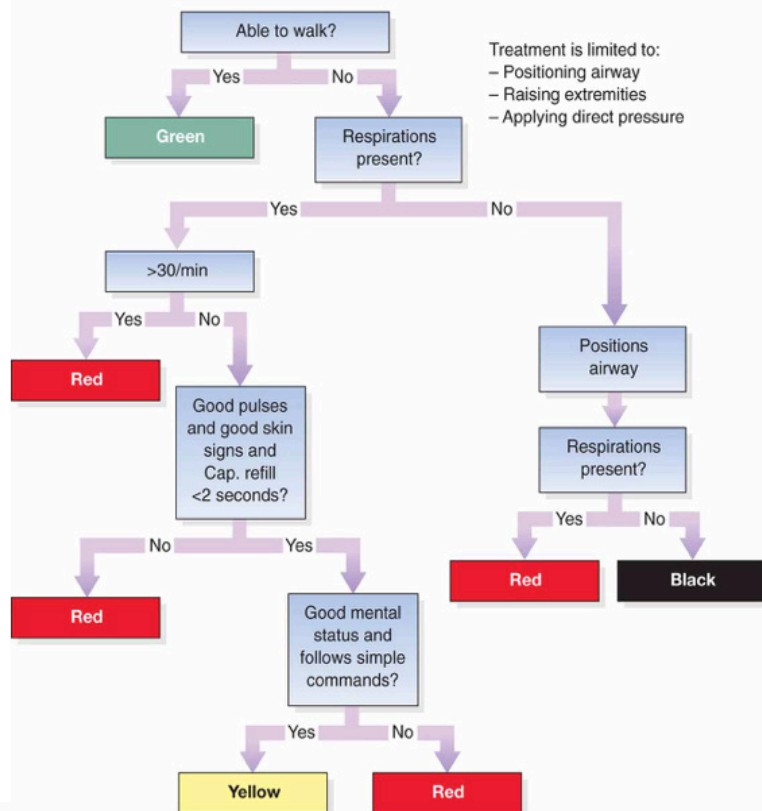 Able to walk?
Treatment is limited to:
– Positioning airway
– Raising extremities
– Applying direct pressure
Yes
No
Green
Respirations
present?
Yes
No
>30/min
Yes
No
Red
Positions
airway
Good pulses
and good skin
signs and
Cap. refill
<2 seconds?
Respirations
present?
Yes
No
No
Yes
Red
Black
Red
Good mental
status and
follows simple
commands?
Yes
No
Yellow
Red